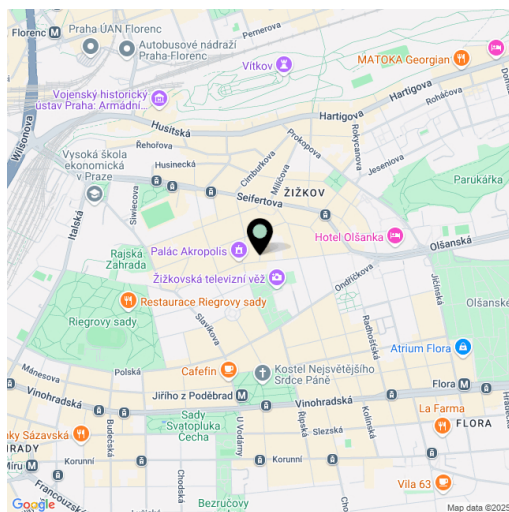 Florenc
Praha ÚAN Florenc
Autobusové nádraží
Praha-Florenc
Pernerova
Vítkov
MATOKA Georgian
Vojenský historický
ústav Praha: Armádní...
Hartigova
Hartigova
Roháčova
Wilsonova
Husitská
Řehořova
Prokopova
Rokycanova
Vysoká škola
ekonomická
v Praze
Husinecká
Cimburkova
Milíčova
Jeseniova
ŽIŽKOV
Parukářka
Siwiecova
Seifertova
Italská
Hotel Olšanka
Olšanská
Rajská
Zahrada
Palác Akropolis
Žižkovská televizní věž
Ondříčkova
Jičínská
Restaurace Riegrovy sady
Olšanské
Riegrovy sady
Slavíkova
Radhošťská
Atrium Flora
Mánesova
Polská
Cafefin
Kostel Nejsvětějšího
Srdce Páně
Vinohradská
Jiřího z Poděbrad
Vinohradská
Flora
Sady
Svatopluka
Čecha
Budečská
U Vodárny
Řipská
Kolínská
Slezská
La Farma
FLORA
ky Sázavská
HRADY
Míru
Korunní
Korunní
Chodská
Chodská
Vila 63
Francouzská
Bezručovy
Google
Map data ©2025